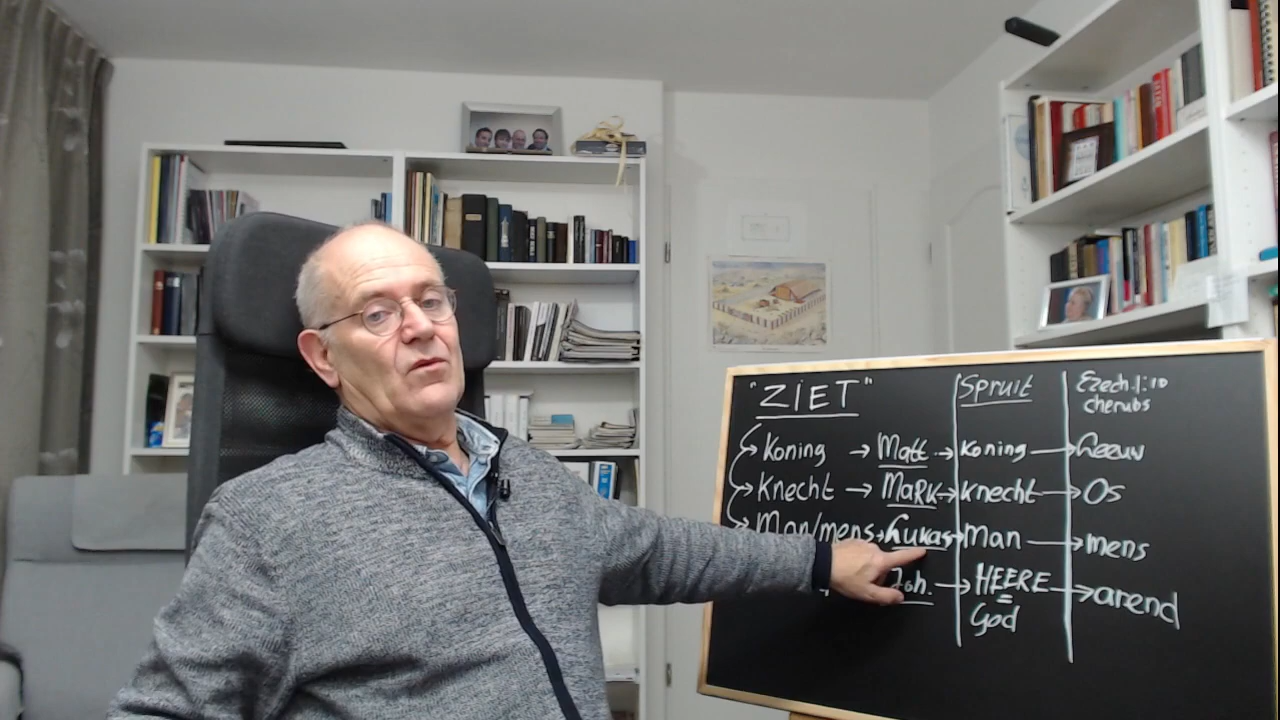 "ZIET" Spruit Ezech.1:10
cherubs
Koning → Matt → Koning → Leeuw
Knecht → MaRK → Knecht → Os
Man/mens → Lukas → Man → mens
Joh. → HEERE → arend
=
God